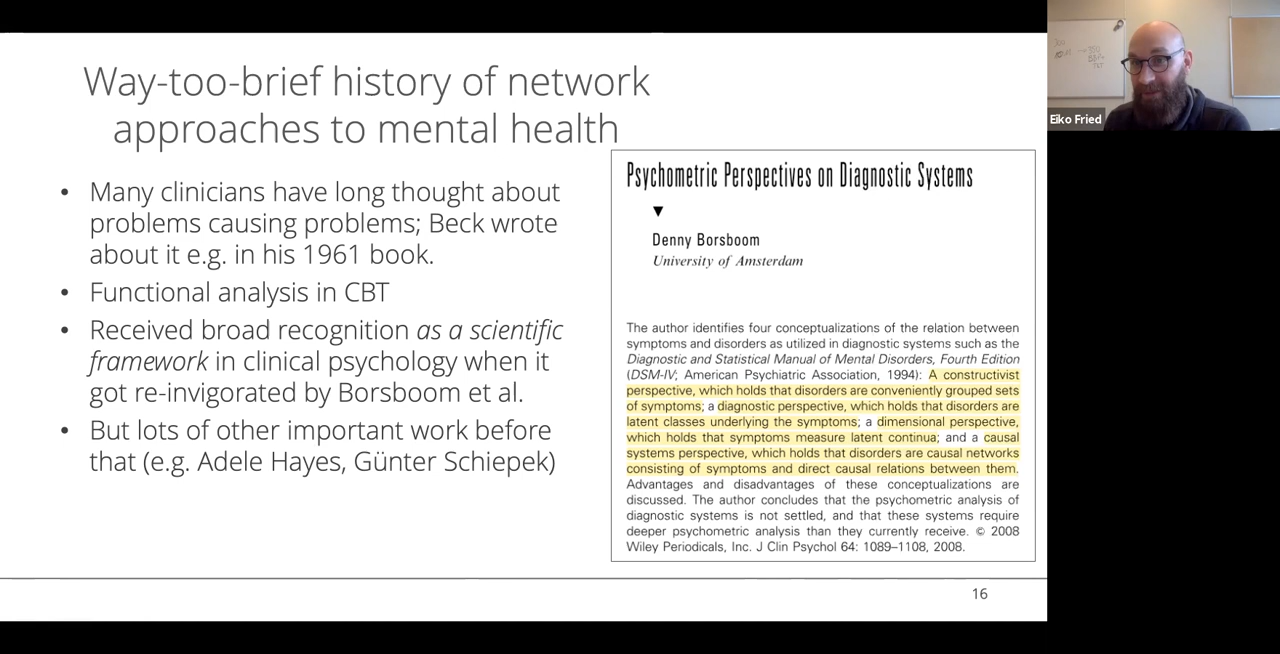 Way-too-brief history of network
approaches to mental health
• Many clinicians have long thought about
problems causing problems; Beck wrote
about it e.g. in his 1961 book.
• Functional analysis in CBT
• Received broad recognition as a scientific
framework in clinical psychology when it
got re-invigorated by Borsboom et al.
• But lots of other important work before
that (e.g. Adele Hayes, Günter Schiepek)
Psychometric Perspectives on Diagnostic Systems
Denny Borsboom
University of Amsterdam
The author identifies four conceptualizations of the relation between
symptoms and disorders as utilized in diagnostic systems such as the
Diagnostic and Statistical Manual of Mental Disorders, Fourth Edition
(DSM-IV; American Psychiatric Association, 1994): A constructivist
perspective, which holds that disorders are conveniently grouped sets
of symptoms; a diagnostic perspective, which holds that disorders are
latent classes underlying the symptoms; a dimensional perspective,
which holds that symptoms measure latent continua; and a causal
systems perspective, which holds that disorders are causal networks
consisting of symptoms and direct causal relations between them.
Advantages and disadvantages of these conceptualizations are
discussed. The author concludes that the psychometric analysis of
diagnostic systems is not settled, and that these systems require
deeper psychometric analysis than they currently receive. © 2008
Wiley Periodicals, Inc. J Clin Psychol 64: 1089–1108, 2008.
16
Eiko Fried